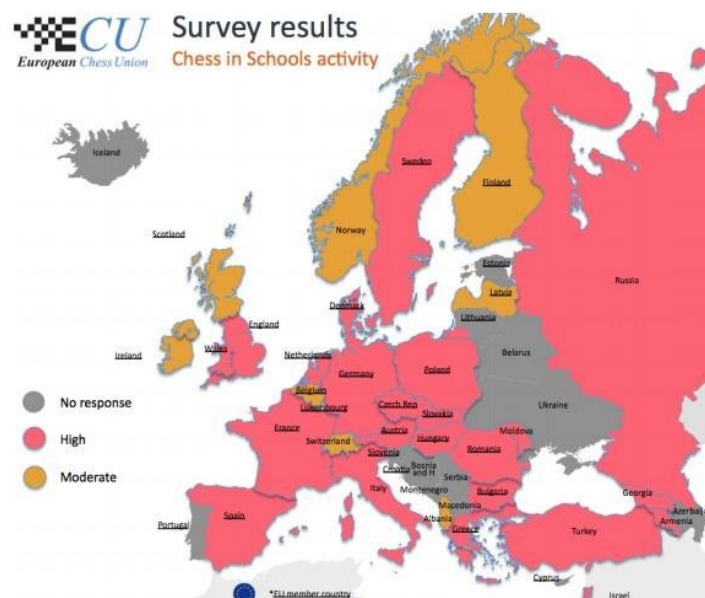 ECU
European Chess Union
Survey results
Chess in Schools activity
Iceland
Sweden
Finland
Norway
Scotland
Estonia
Russia
Latvia
Denmark
Lithuania
England
Wales
Ireland
Netherlands
Belarus
Poland
Germany
Belgium
No response
Luxembourg
Czech Rep
Ukraine
Slovakia
France
Austria
High
Moldova
Switzerland
Hungary
Romania
Slovenia
Croatia
Bosnia
and H
Moderate
Serbia
Italy
Montenegro
Bulgaria
Georgia
Macedonia
Azerbaija
Portugal
Spain
Albania
Armenia
Greece
Turkey
Cyprus
*EU member country
Israel